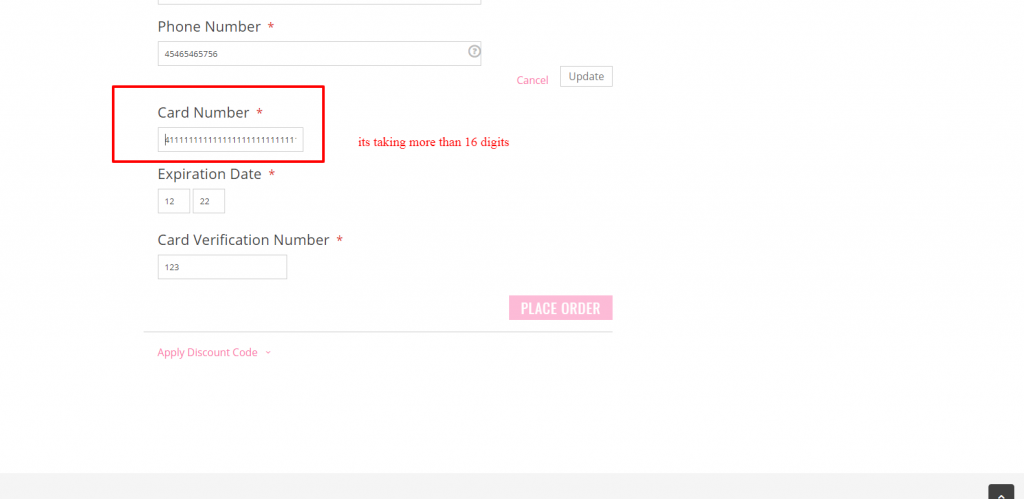 Phone Number *
45465465756
Cancel Update
Card Number *
its taking more than 16 digits
Expiration Date *
12 22
Card Verification Number *
123
PLACE ORDER
Apply Discount Code